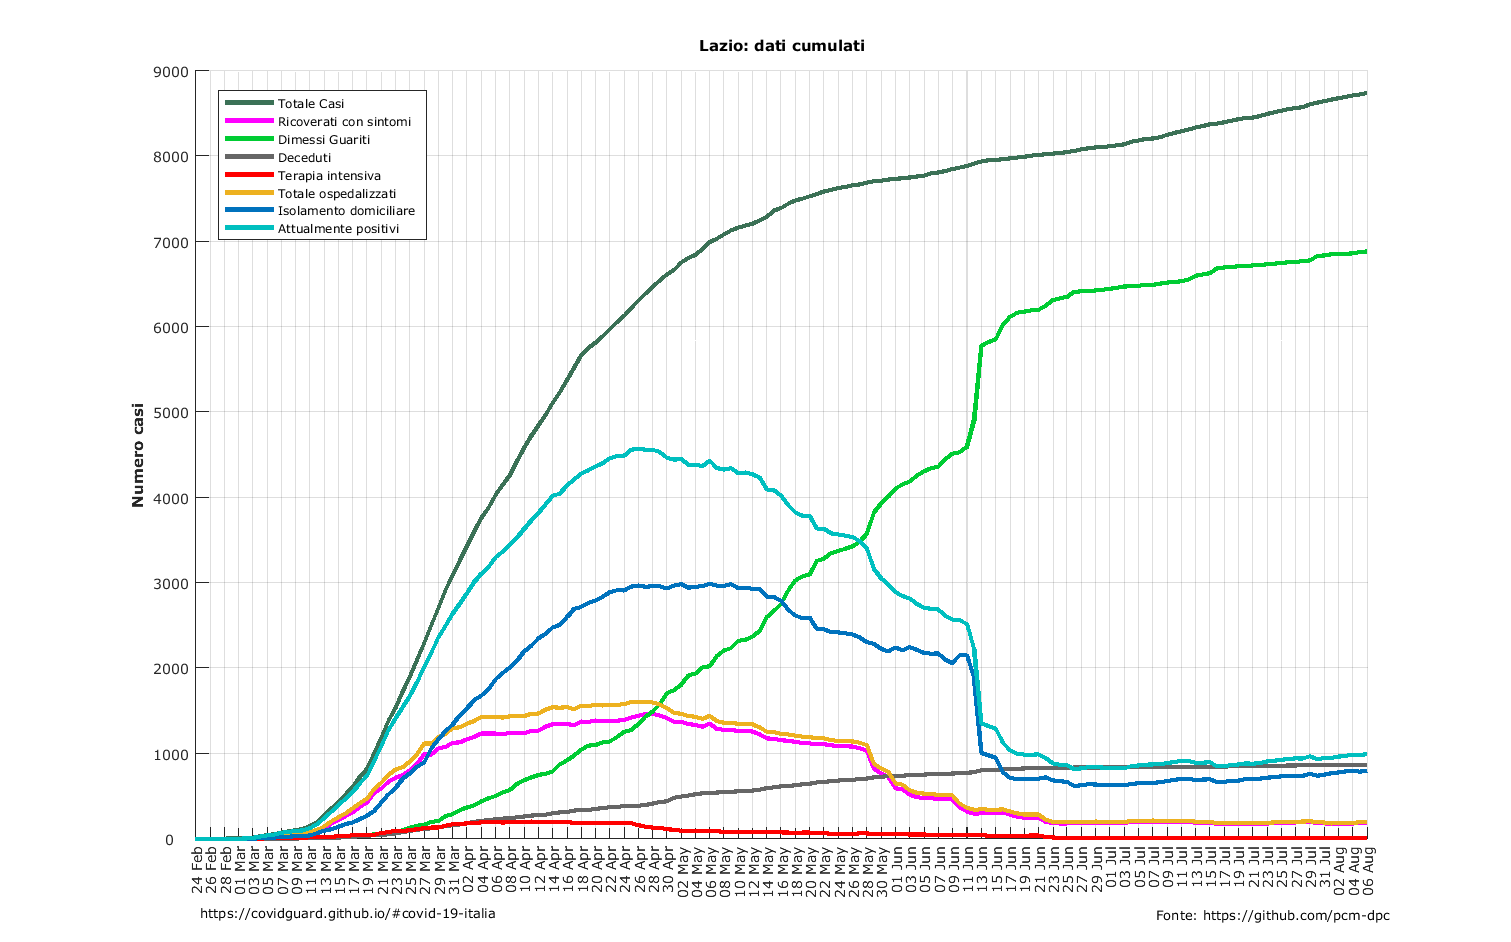 Lazio: dati cumulati
Numero casi
9000
8000
7000
6000
5000
4000
3000
2000
1000
0
Totale Casi
Ricoverati con sintomi
Dimessi Guariti
Deceduti
Terapia intensiva
Totale ospedalizzati
Isolamento domiciliare
Attualmente positivi
24 Feb
26 Feb
28 Feb
01 Mar
03 Mar
05 Mar
07 Mar
09 Mar
11 Mar
13 Mar
15 Mar
17 Mar
19 Mar
21 Mar
23 Mar
25 Mar
27 Mar
29 Mar
31 Mar
02 Apr
04 Apr
06 Apr
08 Apr
10 Apr
12 Apr
14 Apr
16 Apr
18 Apr
20 Apr
22 Apr
24 Apr
26 Apr
28 Apr
30 Apr
02 May
04 May
06 May
08 May
10 May
12 May
14 May
16 May
18 May
20 May
22 May
24 May
26 May
28 May
30 May
01 Jun
03 Jun
05 Jun
07 Jun
09 Jun
11 Jun
13 Jun
15 Jun
17 Jun
19 Jun
21 Jun
23 Jun
25 Jun
27 Jun
29 Jun
01 Jul
03 Jul
05 Jul
07 Jul
09 Jul
11 Jul
13 Jul
15 Jul
17 Jul
19 Jul
21 Jul
23 Jul
25 Jul
27 Jul
29 Jul
31 Jul
02 Aug
04 Aug
06 Aug
https://covidguard.github.io/#covid-19-italia
Fonte: https://github.com/pcm-dpc